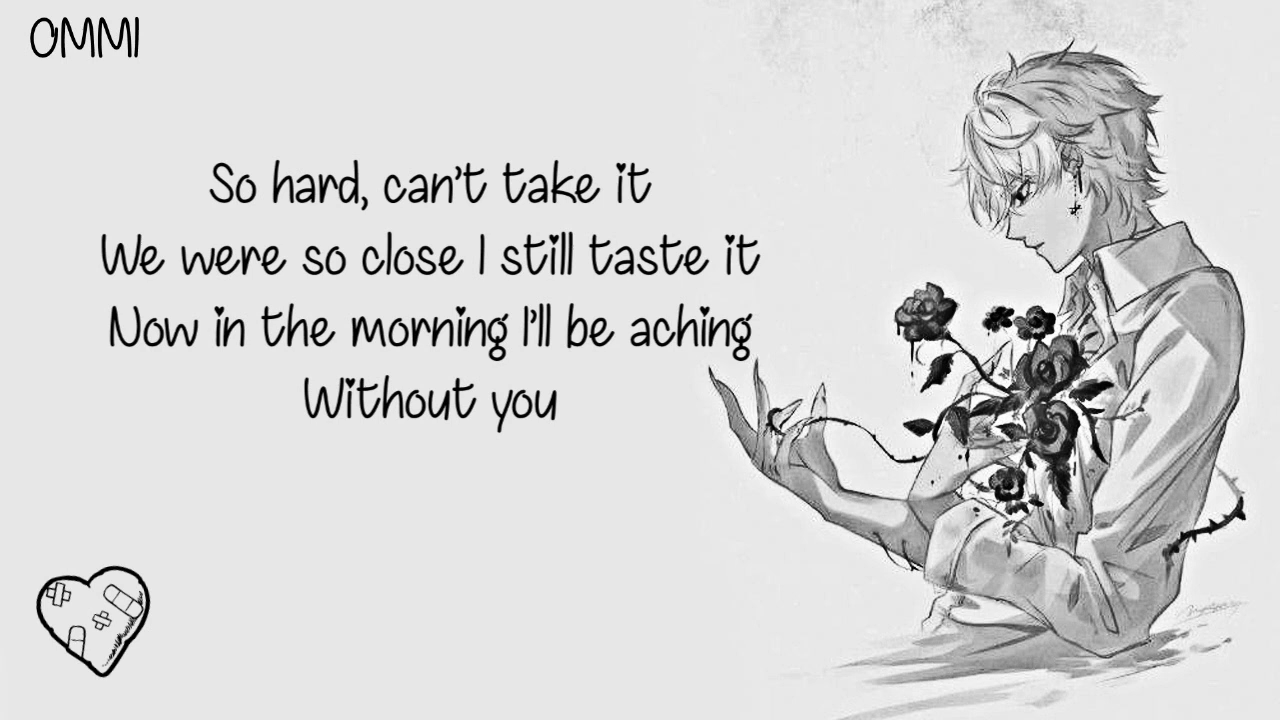 OMMI
So hard, can't take it
We were so close I still taste it
Now in the morning I'll be aching
Without you